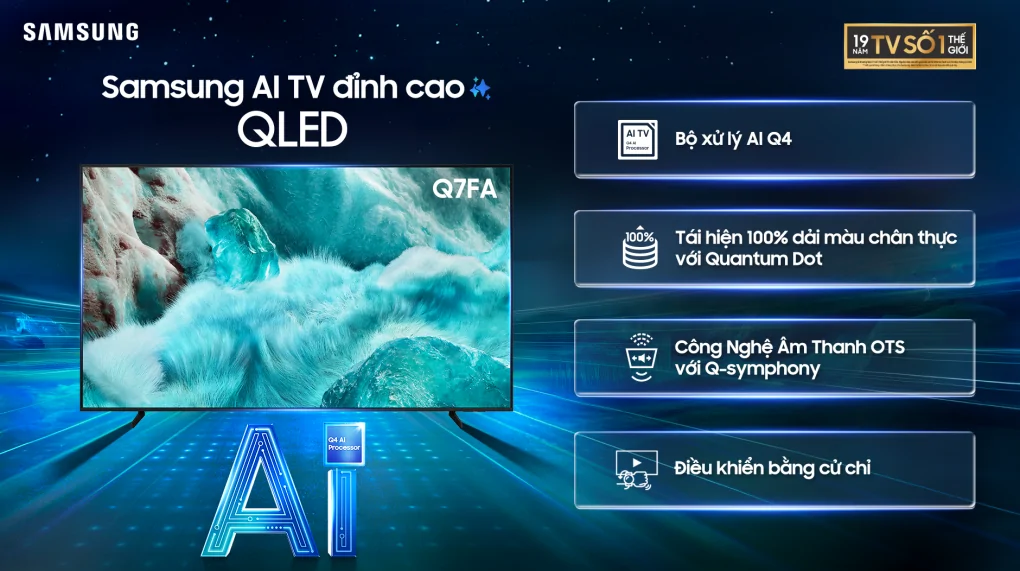 SAMSUNG
19 NĂM TV SỐ 1 THẾ GIỚI
Samsung AI TV đỉnh cao
QLED
Q7FA
Q4 AI
Processor
Ai
AI TV
Q4 AI
Processor
Bộ xử lý AI Q4
100%
Tái hiện 100% dải màu chân thực
với Quantum Dot
Công Nghệ Âm Thanh OTS
với Q-symphony
Điều khiển bằng cử chỉ